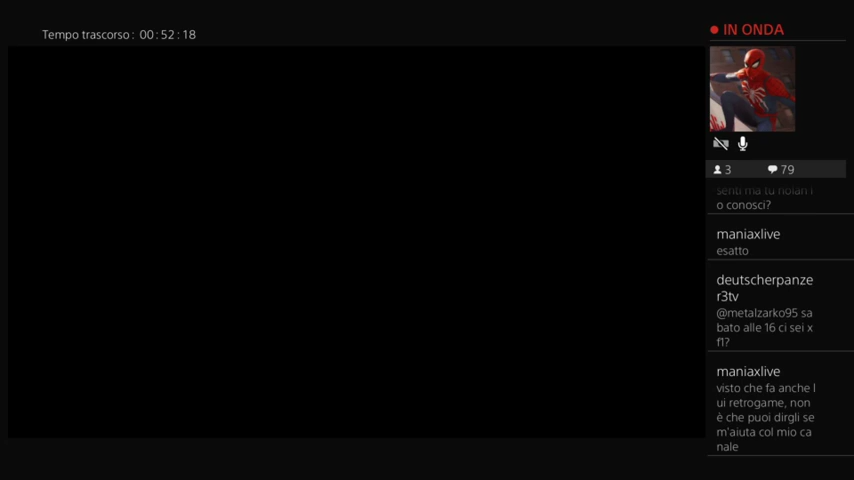 Tempo trascorso: 00:52:18
IN ONDA
3 79
senti ma tu nolan l
o conosci?
maniaxlive
esatto
deutscherpanze
r3tv
@metalzarko95 sa
bato alle 16 ci sei x
f1?
maniaxlive
visto che fa anche l
ui retrogame, non
è che puoi dirgli se
m'aiuta col mio ca
nale